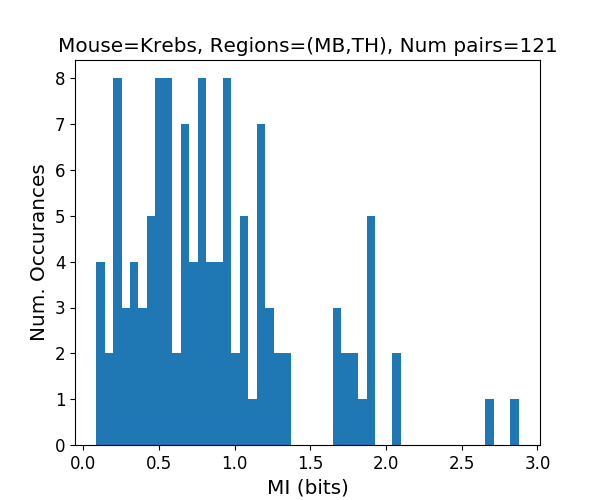 Mouse=Krebs, Regions=(MB,TH), Num pairs=121
8
7
6
5
4
3
2
1
0
Num. Occurances
0.0 0.5 1.0 1.5 2.0 2.5 3.0
MI (bits)